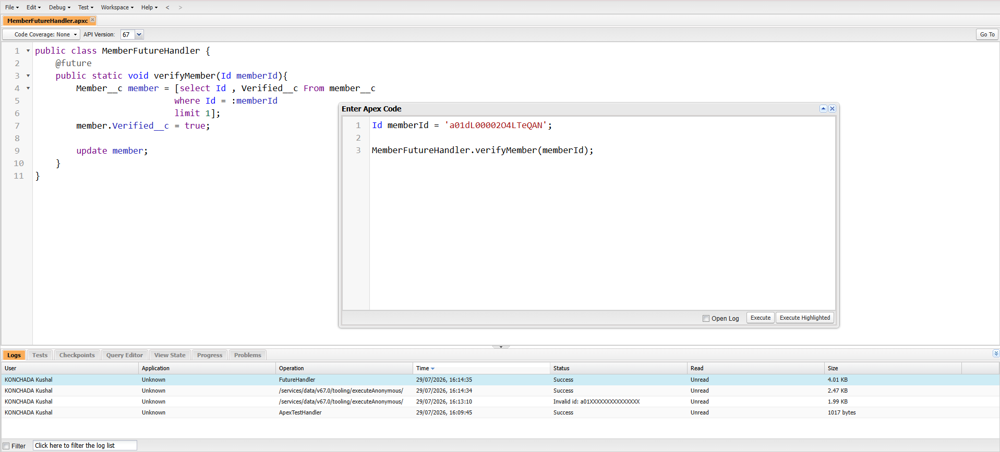 File Edit Debug Test Workspace Help < >
MemberFutureHandler.apxc
Code Coverage: None API Version: 67 Go To
1 public class MemberFutureHandler {
2 @future
3 public static void verifyMember(Id memberId){
4 Member__c member = [select Id , Verified__c From member__c
5 where Id = :memberId
6 limit 1];
7 member.Verified__c = true;
8
9 update member;
10 }
11 }
Enter Apex Code
1 Id memberId = 'a01dL00002O4LTeQAN';
2
3 MemberFutureHandler.verifyMember(memberId);
Open Log Execute Execute Highlighted
Logs Tests Checkpoints Query Editor View State Progress Problems
User Application Operation Time Status Read Size
KONCHADA Kushal Unknown FutureHandler 29/07/2026, 16:14:35 Success Unread 4.01 KB
KONCHADA Kushal Unknown /services/data/v67.0/tooling/executeAnonymous/ 29/07/2026, 16:14:34 Success Unread 2.47 KB
KONCHADA Kushal Unknown /services/data/v67.0/tooling/executeAnonymous/ 29/07/2026, 16:13:10 Invalid id: a01XXXXXXXXXXXXXXX Unread 1.99 KB
KONCHADA Kushal Unknown ApexTestHandler 29/07/2026, 16:09:45 Success Unread 1017 bytes
Filter Click here to filter the log list